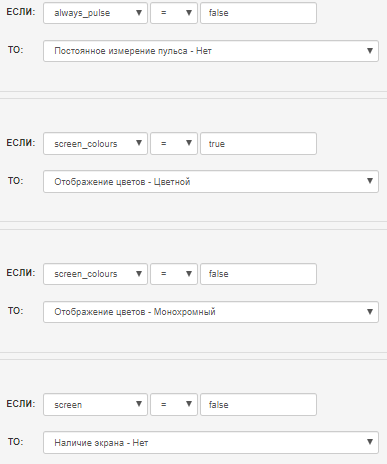 ЕСЛИ: always_pulse = false
ТО: Постоянное измерение пульса - Нет
ЕСЛИ: screen_colours = true
ТО: Отображение цветов - Цветной
ЕСЛИ: screen_colours = false
ТО: Отображение цветов - Монохромный
ЕСЛИ: screen = false
ТО: Наличие экрана - Нет